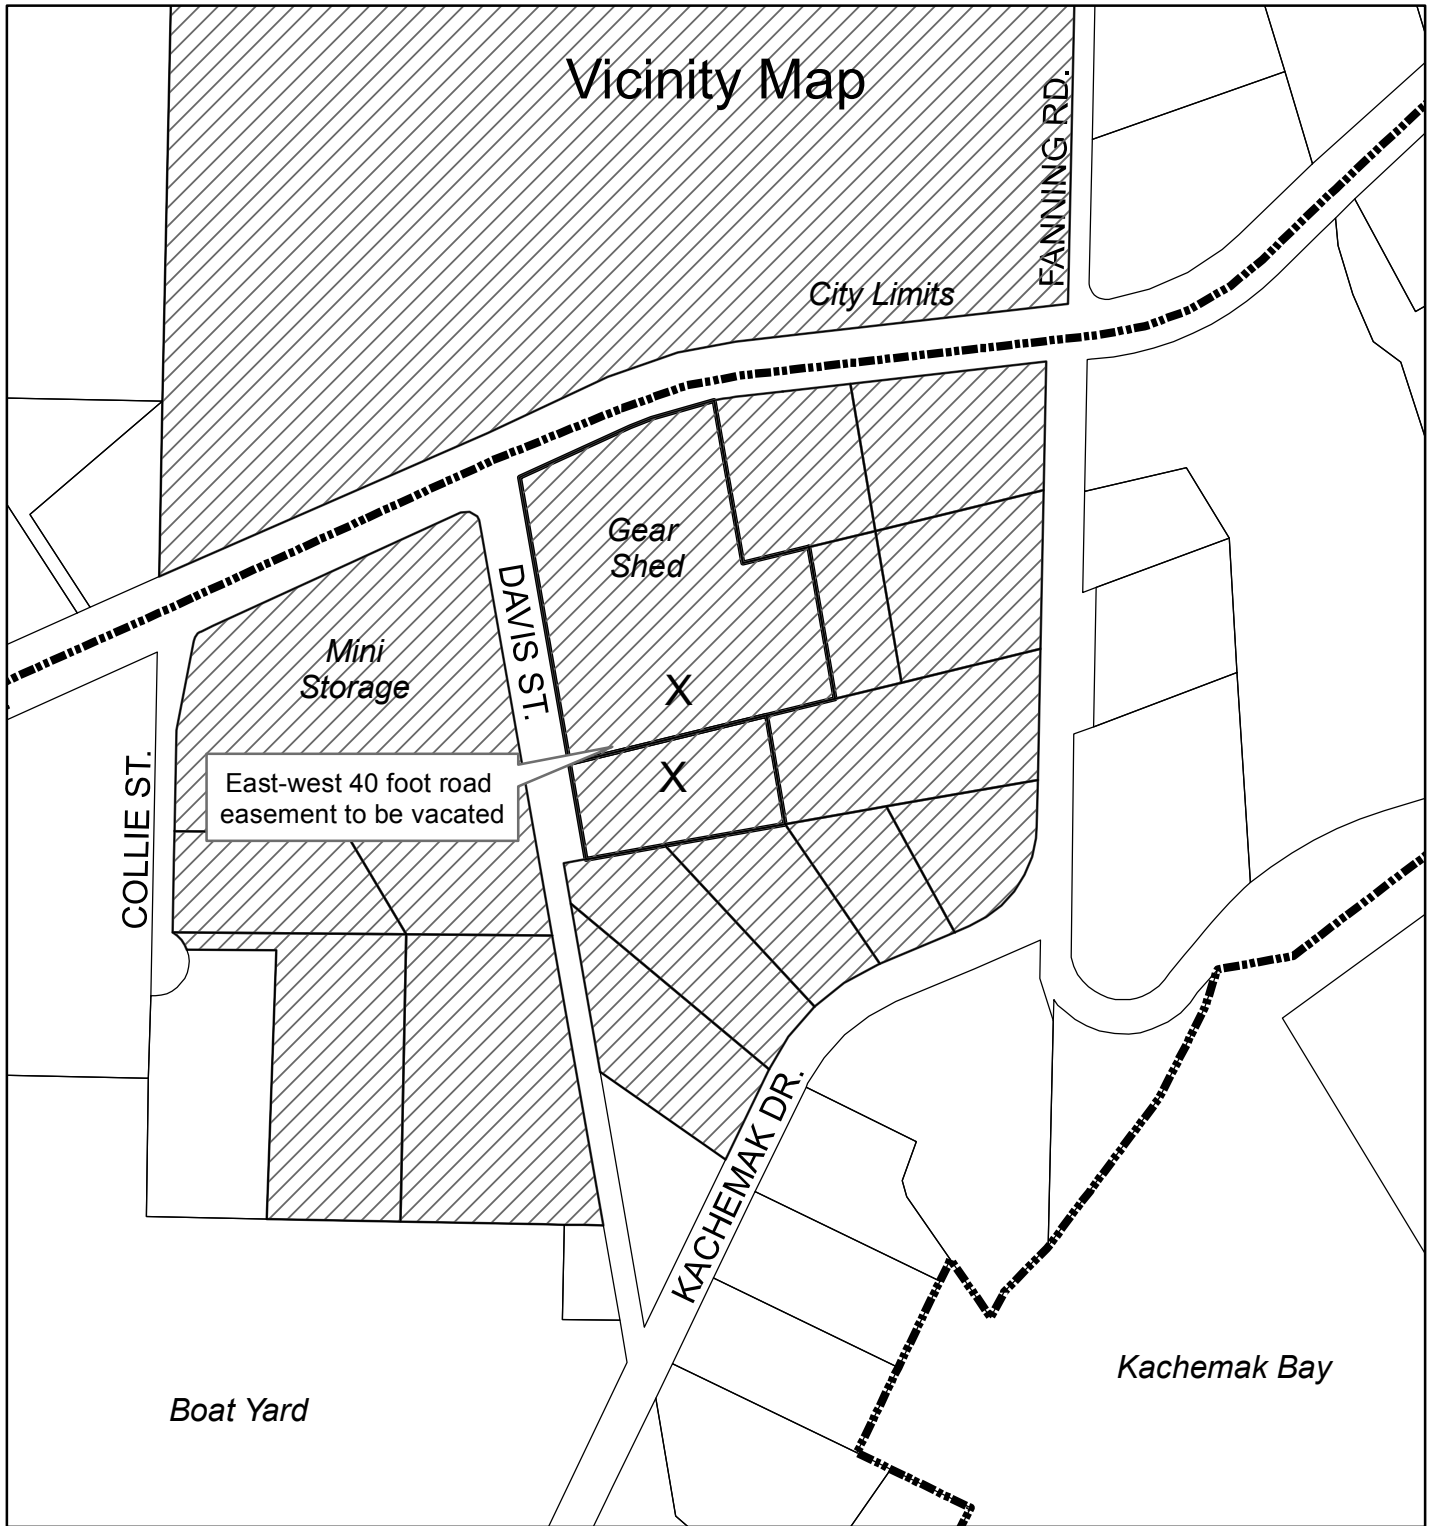 Vicinity Map
FANNING RD.
City Limits
Gear
Shed
DAVIS ST.
Mini
Storage
X
X
East-west 40 foot road
easement to be vacated
COLLIE ST.
KACHEMAK DR.
Kachemak Bay
Boat Yard